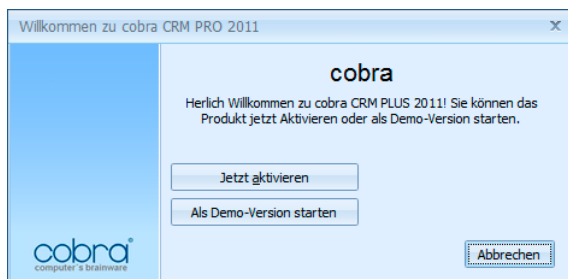 Willkommen zu cobra CRM PRO 2011
cobra
Herlich Willkommen zu cobra CRM PLUS 2011! Sie können das
Produkt jetzt Aktivieren oder als Demo-Version starten.
Jetzt aktivieren
Als Demo-Version starten
cobra
computer's brainware
Abbrechen